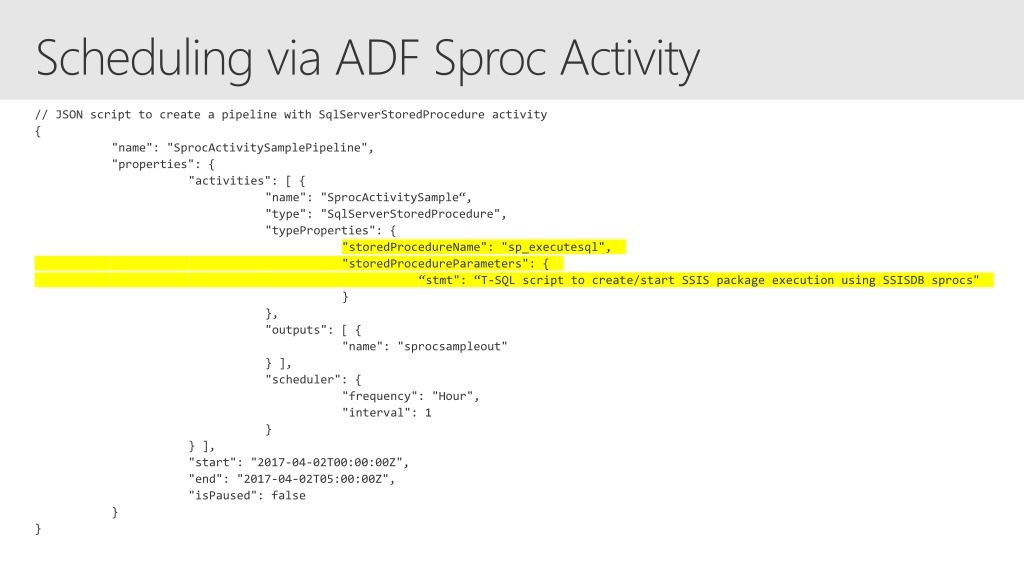 Scheduling via ADF Sproc Activity
// JSON script to create a pipeline with SqlServerStoredProcedure activity
{
"name": "SprocActivitySamplePipeline",
"properties": {
"activities": [ {
"name": "SprocActivitySample“,
"type": "SqlServerStoredProcedure",
"typeProperties": {
"storedProcedureName": "sp_executesql",
"storedProcedureParameters": {
“stmt": “T-SQL script to create/start SSIS package execution using SSISDB sprocs"
}
},
"outputs": [ {
"name": "sprocsampleout"
} ],
"scheduler": {
"frequency": "Hour",
"interval": 1
}
} ],
"start": "2017-04-02T00:00:00Z",
"end": "2017-04-02T05:00:00Z",
"isPaused": false
}
}